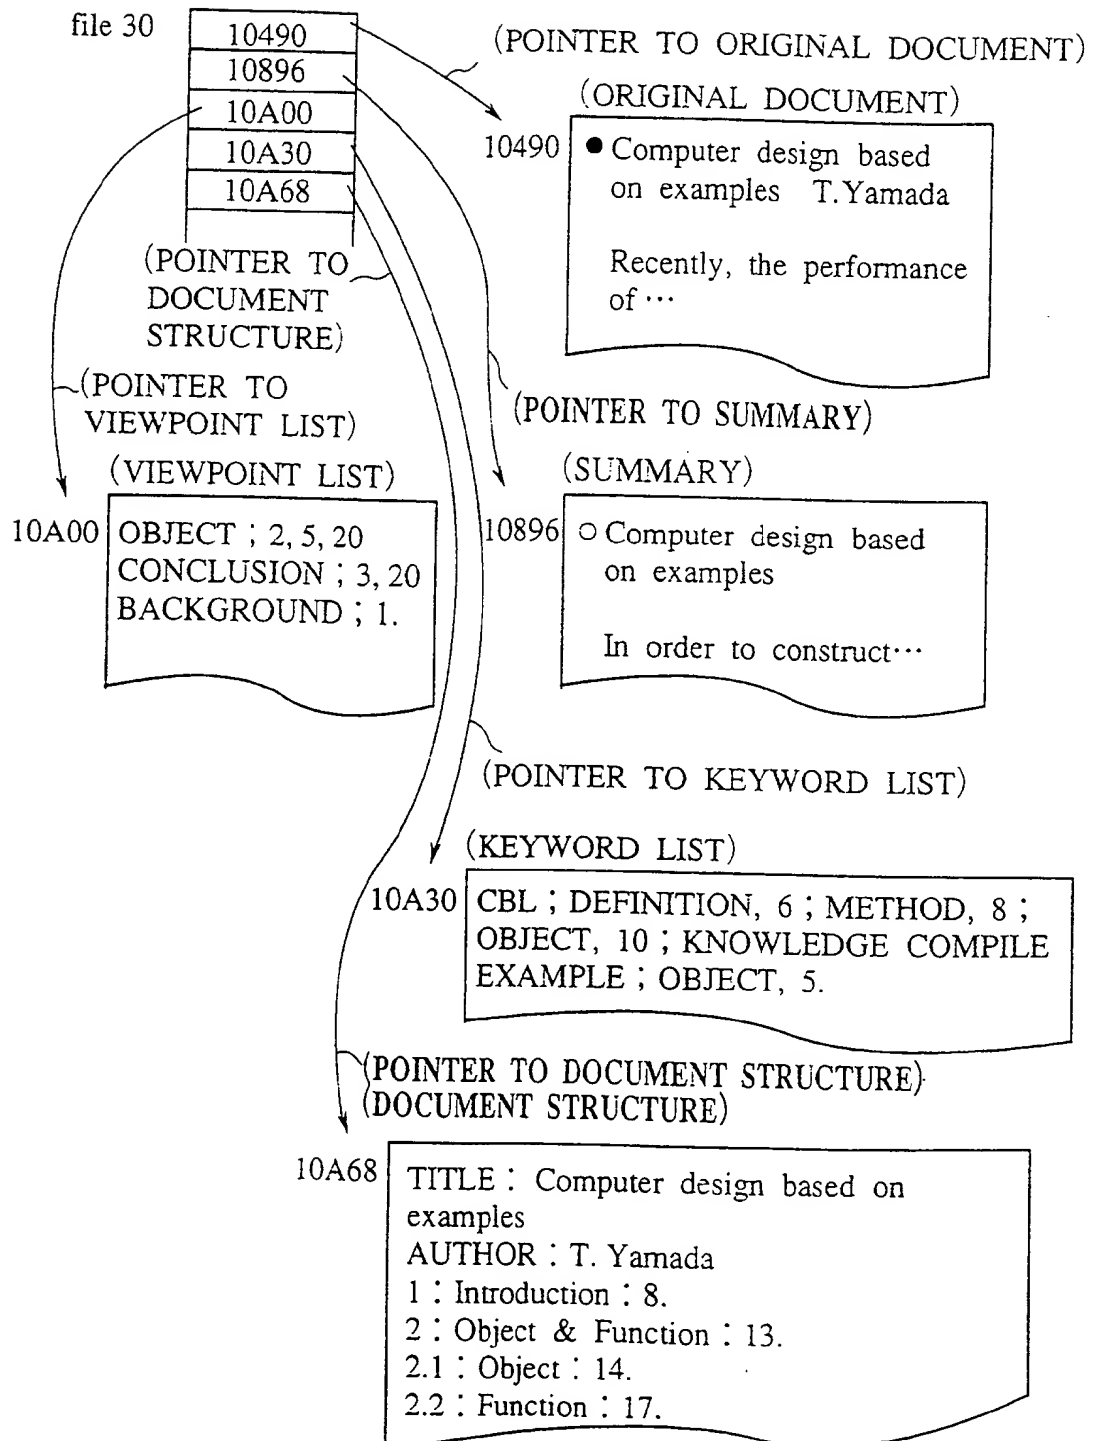 file 30
10490
10896
10A00
10A30
10A68
(POINTER TO ORIGINAL DOCUMENT)
(ORIGINAL DOCUMENT)
10490
● Computer design based
on examples T.Yamada
Recently, the performance
of ···
(POINTER TO
DOCUMENT
STRUCTURE)
(POINTER TO
VIEWPOINT LIST)
(POINTER TO SUMMARY)
(VIEWPOINT LIST)
10A00
OBJECT ; 2, 5, 20
CONCLUSION ; 3, 20
BACKGROUND ; 1.
(SUMMARY)
10896
○ Computer design based
on examples
In order to construct···
(POINTER TO KEYWORD LIST)
(KEYWORD LIST)
10A30
CBL ; DEFINITION, 6 ; METHOD, 8 ;
OBJECT, 10 ; KNOWLEDGE COMPILE
EXAMPLE ; OBJECT, 5.
(POINTER TO DOCUMENT STRUCTURE)
(DOCUMENT STRUCTURE)
10A68
TITLE : Computer design based on
examples
AUTHOR : T. Yamada
1 : Introduction : 8.
2 : Object & Function : 13.
2.1 : Object : 14.
2.2 : Function : 17.